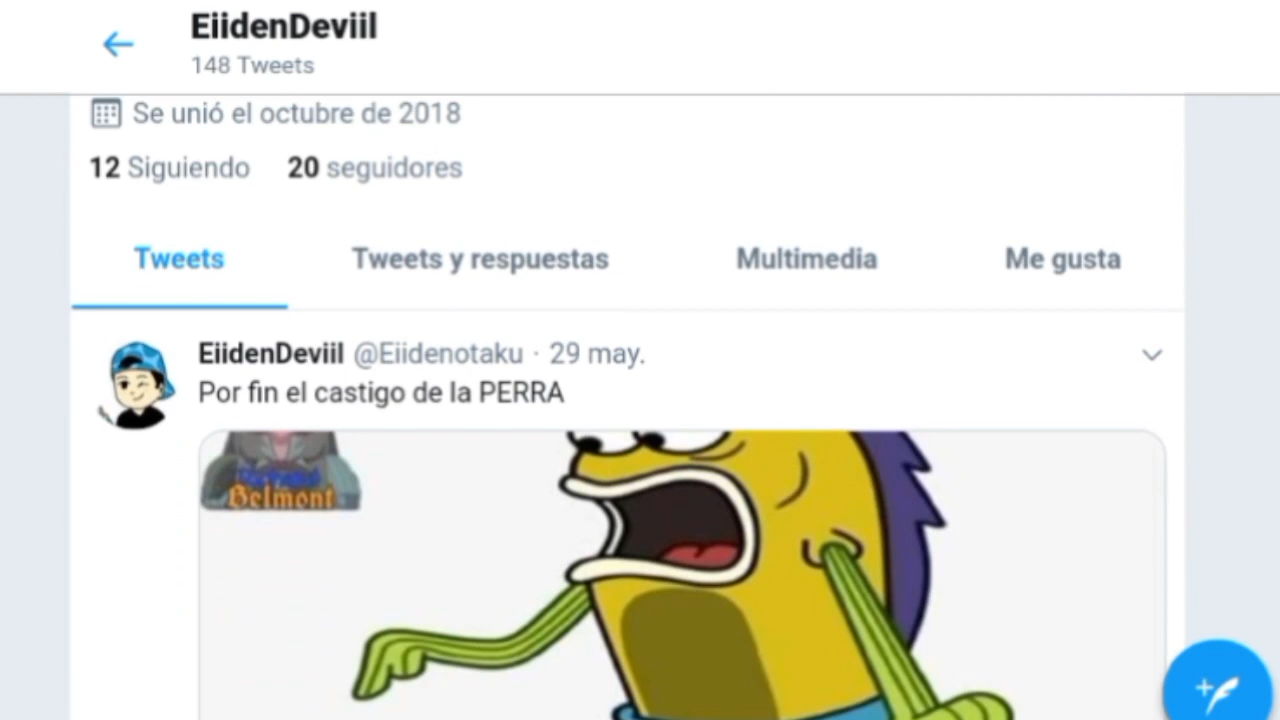 EiidenDeviil
148 Tweets
Se unió el octubre de 2018
12 Siguiendo 20 seguidores
Tweets Tweets y respuestas Multimedia Me gusta
EiidenDeviil @Eiidenotaku · 29 may.
Por fin el castigo de la PERRA
Belmont